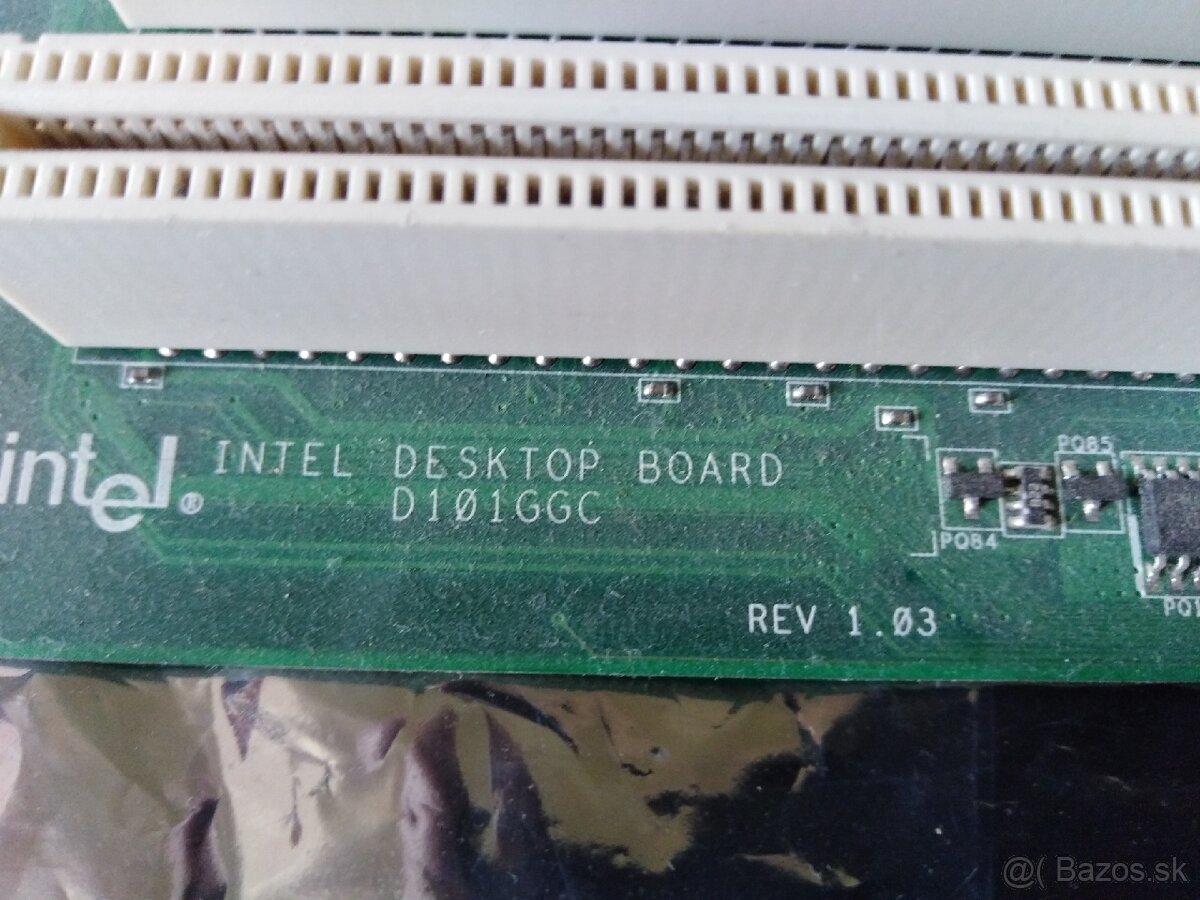 intel® INTEL DESKTOP BOARD
D101GGC
PQ85
PQ84
REV 1.03
@( Bazos.sk